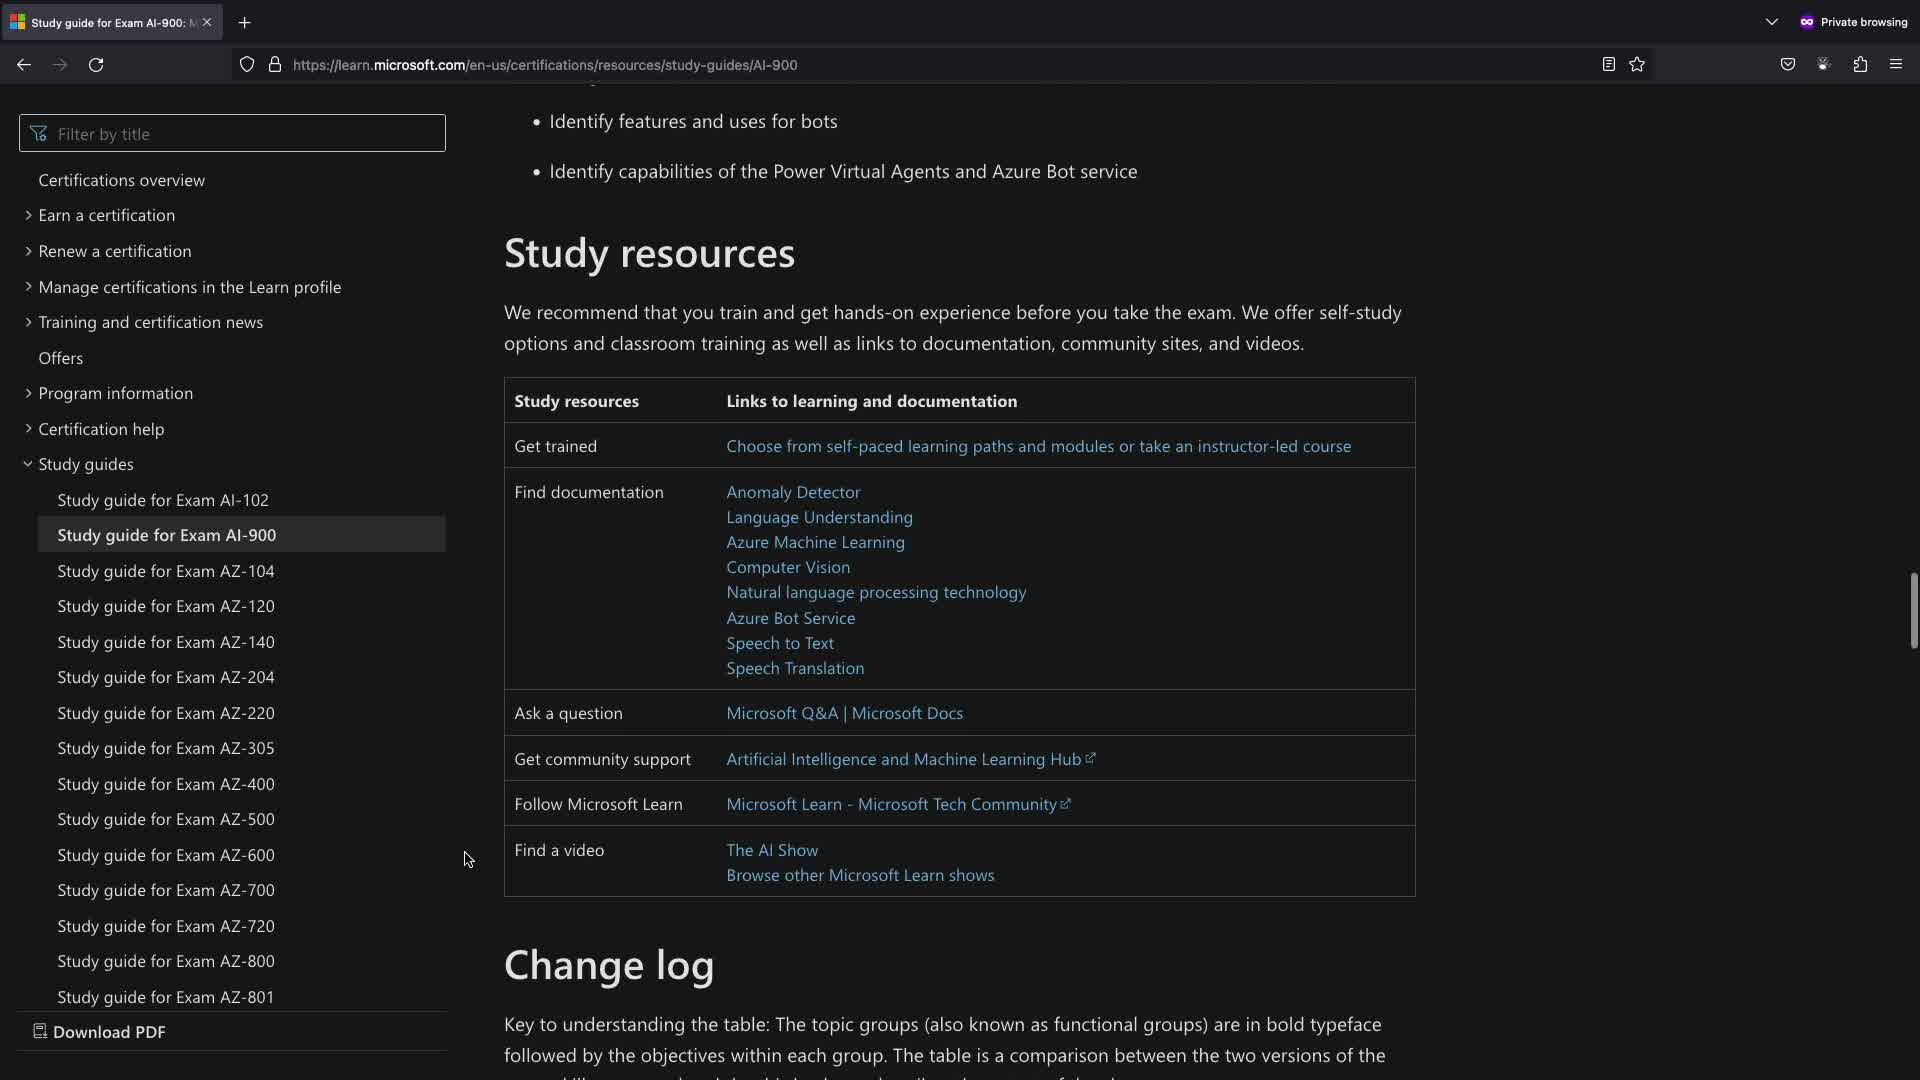 Study guide for Exam AI-900: M
Private browsing
https://learn.microsoft.com/en-us/certifications/resources/study-guides/AI-900
Filter by title
Certifications overview
Earn a certification
Renew a certification
Manage certifications in the Learn profile
Training and certification news
Offers
Program information
Certification help
Study guides
Study guide for Exam AI-102
Study guide for Exam AI-900
Study guide for Exam AZ-104
Study guide for Exam AZ-120
Study guide for Exam AZ-140
Study guide for Exam AZ-204
Study guide for Exam AZ-220
Study guide for Exam AZ-305
Study guide for Exam AZ-400
Study guide for Exam AZ-500
Study guide for Exam AZ-600
Study guide for Exam AZ-700
Study guide for Exam AZ-720
Study guide for Exam AZ-800
Study guide for Exam AZ-801
Download PDF
• Identify features and uses for bots
• Identify capabilities of the Power Virtual Agents and Azure Bot service
Study resources
We recommend that you train and get hands-on experience before you take the exam. We offer self-study
options and classroom training as well as links to documentation, community sites, and videos.
Study resources Links to learning and documentation
Get trained Choose from self-paced learning paths and modules or take an instructor-led course
Find documentation Anomaly Detector
Language Understanding
Azure Machine Learning
Computer Vision
Natural language processing technology
Azure Bot Service
Speech to Text
Speech Translation
Ask a question Microsoft Q&A | Microsoft Docs
Get community support Artificial Intelligence and Machine Learning Hub
Follow Microsoft Learn Microsoft Learn - Microsoft Tech Community
Find a video The AI Show
Browse other Microsoft Learn shows
Change log
Key to understanding the table: The topic groups (also known as functional groups) are in bold typeface
followed by the objectives within each group. The table is a comparison between the two versions of the